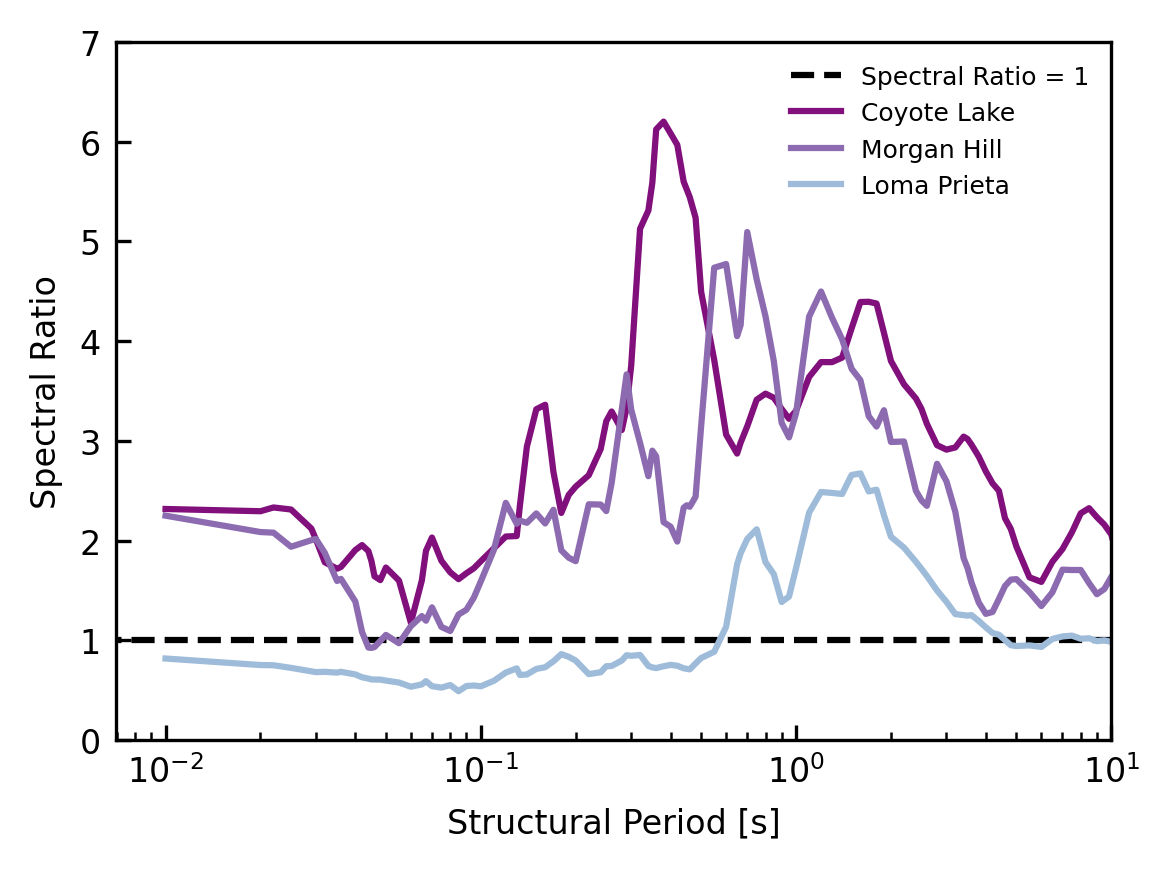 7
6
5
4
3
2
1
0
Spectral Ratio
Spectral Ratio = 1
Coyote Lake
Morgan Hill
Loma Prieta
10⁻² 10⁻¹ 10⁰ 10¹
Structural Period [s]